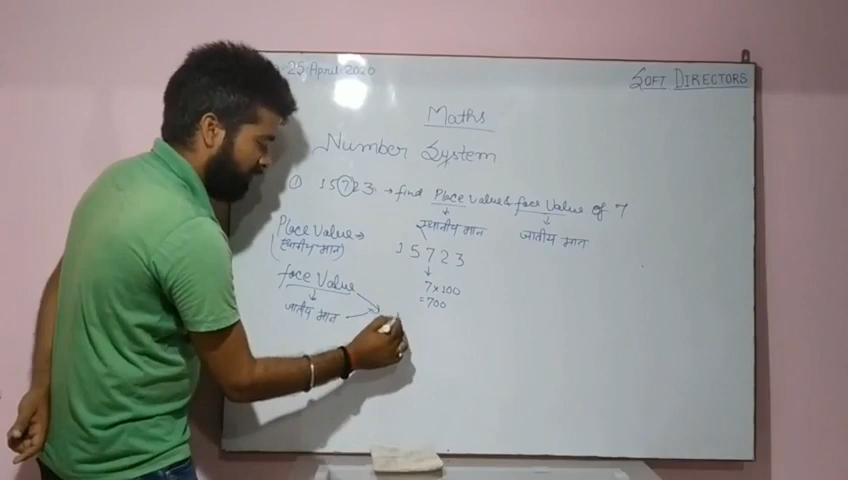 25 April 2020
SOFT DIRECTORS
Maths
Number System
① 15723 → find Place Value & face Value of 7
स्थानीय मान
जातीय मान
Place Value →
(स्थानीय मान)
15723
7×100
=700
face Value
जातीय मान